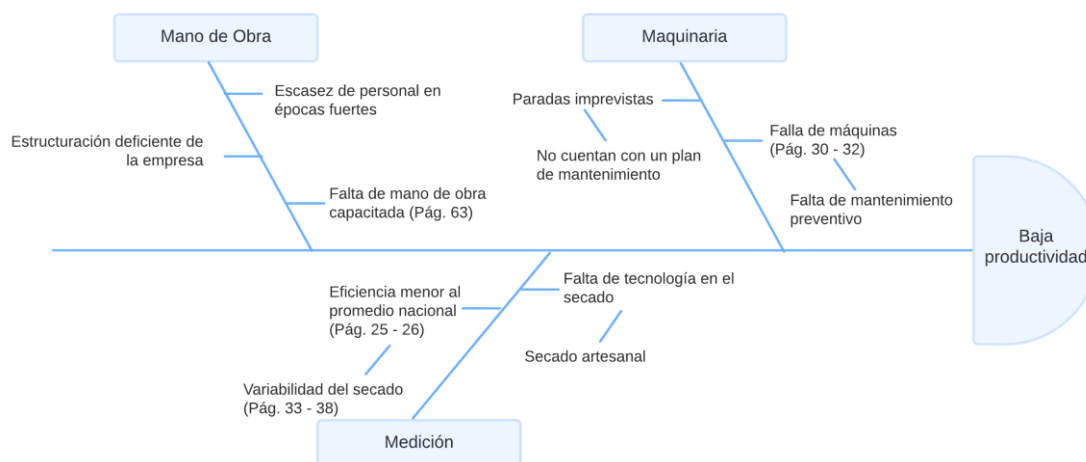 Mano de Obra
Maquinaria
Escasez de personal en
épocas fuertes
Estructuración deficiente de
la empresa
Falta de mano de obra
capacitada (Pág. 63)
Paradas imprevistas
No cuentan con un plan
de mantenimiento
Falla de máquinas
(Pág. 30 - 32)
Falta de mantenimiento
preventivo
Baja
productividad
Eficiencia menor al
promedio nacional
(Pág. 25 - 26)
Variabilidad del secado
(Pág. 33 - 38)
Falta de tecnología en el
secado
Secado artesanal
Medición